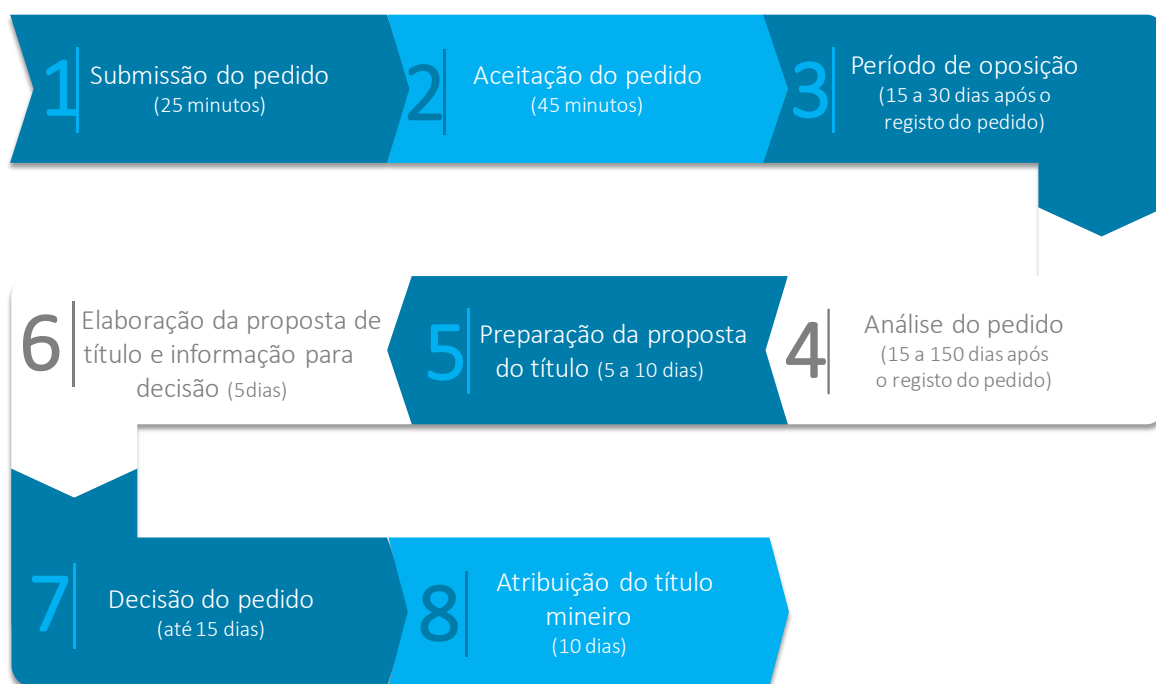 1
Submissão do pedido
(25 minutos)
2
Aceitação do pedido
(45 minutos)
3
Período de oposição
(15 a 30 dias após o
registo do pedido)
4
Análise do pedido
(15 a 150 dias após
o registo do pedido)
5
Preparação da proposta
do título (5 a 10 dias)
6
Elaboração da proposta de
título e informação para
decisão (5dias)
7
Decisão do pedido
(até 15 dias)
8
Atribuição do título
mineiro
(10 dias)